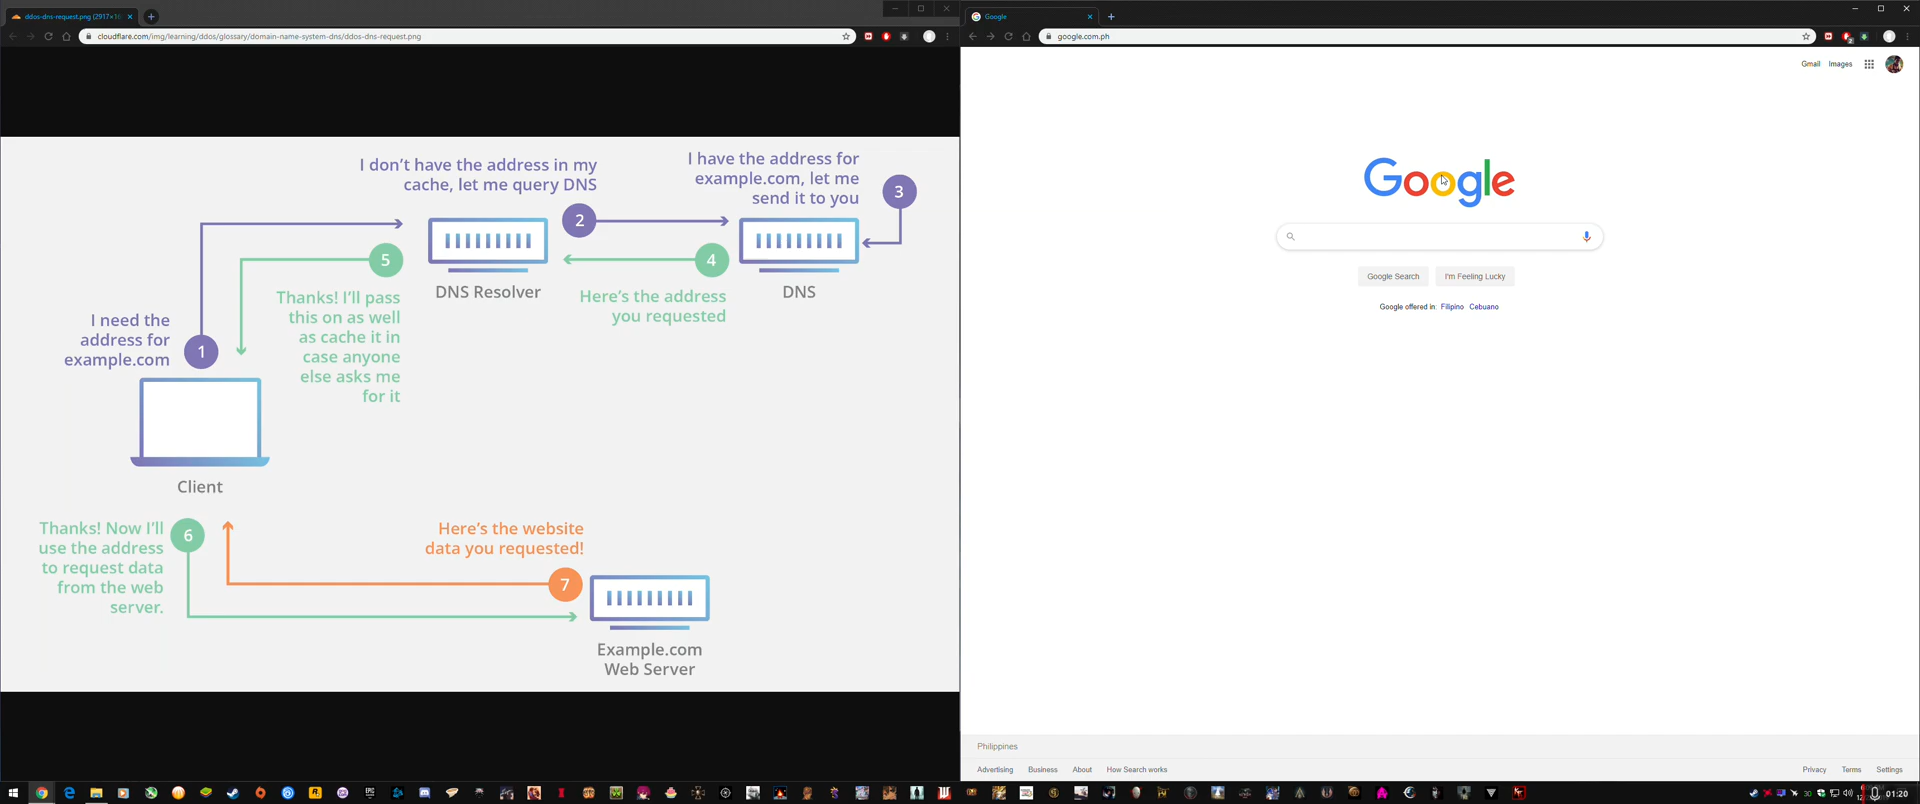 ddos-dns-request.png (2917×16
cloudflare.com/img/learning/ddos/glossary/domain-name-system-dns/ddos-dns-request.png
I don't have the address in my
cache, let me query DNS
I have the address for
example.com, let me
send it to you
3
2
5
4
DNS Resolver
DNS
Thanks! I'll pass
this on as well
as cache it in
case anyone
else asks me
for it
Here's the address
you requested
I need the
address for
example.com
1
Client
Thanks! Now I'll
use the address
to request data
from the web
server.
6
Here's the website
data you requested!
7
Example.com
Web Server
Google
google.com.ph
Gmail Images
Google
Google Search I'm Feeling Lucky
Google offered in: Filipino Cebuano
Philippines
Advertising Business About How Search works
Privacy Terms Settings
EPIC
30
01:20